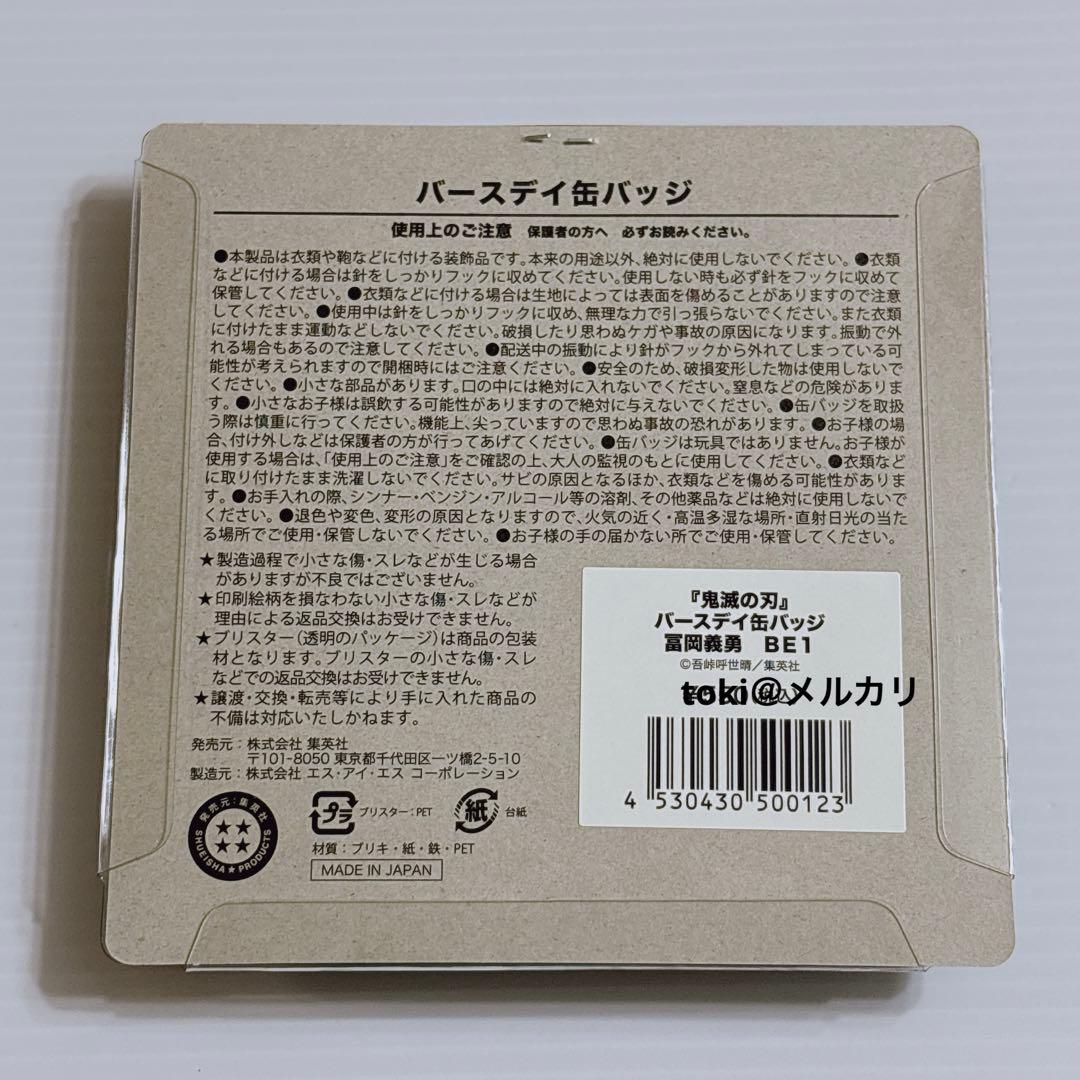 バースデイ缶バッジ
使用上のご注意 保護者の方へ 必ずお読みください。
●本製品は衣類や鞄などに付ける装飾品です。本来の用途以外、絶対に使用しないでください。●衣類
などに付ける場合は針をしっかりフックに収めてください。使用しない時も必ず針をフックに収めて
保管してください。●衣類などに付ける場合は生地によっては表面を傷めることがありますので注意
してください。●使用中は針をしっかりフックに収め、無理な力で引っ張らないでください。また衣類
に付けたまま運動などしないでください。破損したり思わぬケガや事故の原因になります。振動で外
れる場合もあるので注意してください。●配送中の振動により針がフックから外れてしまっている可
能性が考えられますので開梱時にはご注意ください。●安全のため、破損変形した物は使用しないで
ください。●小さな部品があります。口の中には絶対に入れないでください。窒息などの危険がありま
す。●小さなお子様は誤飲する可能性がありますので絶対に与えないでください。●缶バッジを取扱
う際は慎重に行ってください。機能上、尖っていますので思わぬ事故の恐れがあります。●お子様の場
合、付け外しなどは保護者の方が行ってあげてください。●缶バッジは玩具ではありません。お子様が
使用する場合は、「使用上のご注意」をご確認の上、大人の監視のもとに使用してください。●衣類など
に取り付けたまま洗濯しないでください。サビの原因となるほか、衣類などを傷める可能性がありま
す。●お手入れの際、シンナー・ベンジン・アルコール等の溶剤、その他薬品などは絶対に使用しないで
ください。●退色や変色、変形の原因となりますので、火気の近く・高温多湿な場所・直射日光の当た
る場所でご使用・保管しないでください。●お子様の手の届かない所でご使用・保管してください。
★製造過程で小さな傷・スレなどが生じる場合
がありますが不良ではございません。
★印刷絵柄を損なわない小さな傷・スレなどが
理由による返品交換はお受けできません。
★ブリスター(透明のパッケージ)は商品の包装
材となります。ブリスターの小さな傷・スレ
などでの返品交換はお受けできません。
★譲渡・交換・転売等により手に入れた商品の
不備は対応いたしかねます。
発売元：株式会社 集英社
〒101-8050 東京都千代田区一ツ橋2-5-10
製造元：株式会社 エス・アイ・エス コーポレーション
発売元：集英社
SHUEISHA★PRODUCTS
プラ ブリスター：PET
紙 台紙
材質：ブリキ・紙・鉄・PET
MADE IN JAPAN
『鬼滅の刃』
バースデイ缶バッジ
冨岡義勇 BE1
©吾峠呼世晴／集英社
toki@メルカリ
4 530430 500123